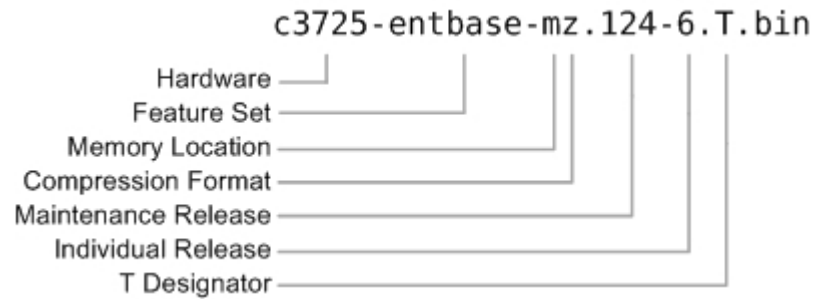 c3725-entbase-mz.124-6.T.bin
Hardware
Feature Set
Memory Location
Compression Format
Maintenance Release
Individual Release
T Designator